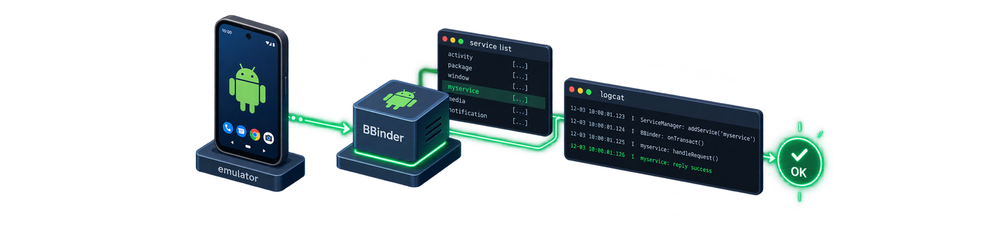 10:00
emulator
BBinder
service list
activity [...]
package [...]
window [...]
myservice [...]
media [...]
notification [...]
logcat
12-03 10:00:01.123 I ServiceManager: addService('myservice')
12-03 10:00:01.124 I BBinder: onTransact()
12-03 10:00:01.125 I myservice: handleRequest()
12-03 10:00:01:126 I myservice: reply success
OK